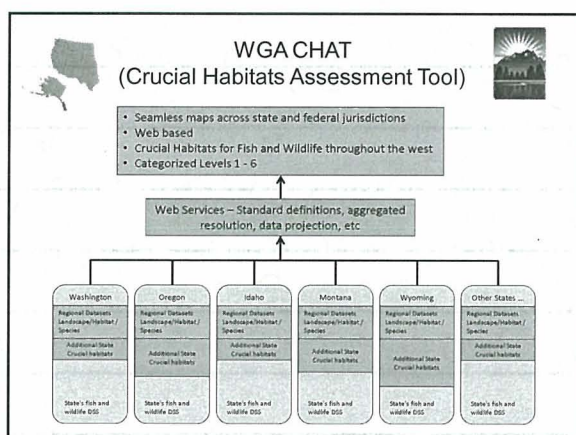 WGA CHAT
(Crucial Habitats Assessment Tool)
• Seamless maps across state and federal jurisdictions
• Web based
• Crucial Habitats for Fish and Wildlife throughout the west
• Categorized Levels 1 - 6
Web Services – Standard definitions, aggregated
resolution, data projection, etc
Washington
Regional Datasets
Landscape/Habitat/
Species
Additional State
Crucial habitats
State's fish and
wildlife DSS
Oregon
Regional Datasets
Landscape/Habitat/
Species
Additional State
Crucial habitats
State's fish and
wildlife DSS
Idaho
Regional Datasets
Landscape/Habitat/
Species
Additional State
Crucial habitats
State's fish and
wildlife DSS
Montana
Regional Datasets
Landscape/Habitat/
Species
Additional State
Crucial habitats
State's fish and
wildlife DSS
Wyoming
Regional Datasets
Landscape/Habitat/
Species
Additional State
Crucial habitats
State's fish and
wildlife DSS
Other States ...
Regional Datasets
Landscape/Habitat/
Species
Additional State
Crucial habitats
State's fish and
wildlife DSS